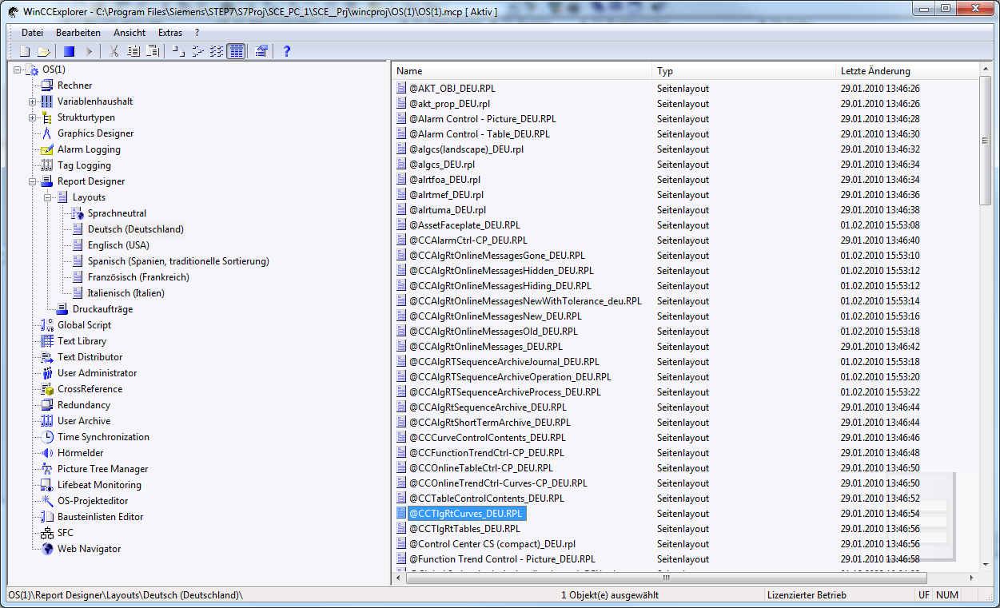 WinCCExplorer - C:\Program Files\Siemens\STEP7\S7Proj\SCE_PC_1\SCE__Prj\wincproj\OS(1)\OS(1).mcp [ Aktiv ]
Datei Bearbeiten Ansicht Extras ?
OS(1)
Rechner
Variablenhaushalt
Strukturtypen
Graphics Designer
Alarm Logging
Tag Logging
Report Designer
Layouts
Sprachneutral
Deutsch (Deutschland)
Englisch (USA)
Spanisch (Spanien, traditionelle Sortierung)
Französisch (Frankreich)
Italienisch (Italien)
Druckaufträge
Global Script
Text Library
Text Distributor
User Administrator
CrossReference
Redundancy
User Archive
Time Synchronization
Hörmelder
Picture Tree Manager
Lifebeat Monitoring
OS-Projekteditor
Bausteinlisten Editor
SFC
Web Navigator
Name Typ Letzte Änderung
@AKT_OBJ_DEU.RPL Seitenlayout 29.01.2010 13:46:26
@akt_prop_DEU.rpl Seitenlayout 29.01.2010 13:46:26
@Alarm Control - Picture_DEU.RPL Seitenlayout 29.01.2010 13:46:28
@Alarm Control - Table_DEU.RPL Seitenlayout 29.01.2010 13:46:30
@algcs(landscape)_DEU.rpl Seitenlayout 29.01.2010 13:46:32
@algcs_DEU.rpl Seitenlayout 29.01.2010 13:46:34
@alrtfoa_DEU.rpl Seitenlayout 29.01.2010 13:46:34
@alrtmef_DEU.rpl Seitenlayout 29.01.2010 13:46:36
@alrtuma_DEU.rpl Seitenlayout 29.01.2010 13:46:38
@AssetFaceplate_DEU.RPL Seitenlayout 01.02.2010 15:53:08
@CCAlarmCtrl-CP_DEU.RPL Seitenlayout 29.01.2010 13:46:40
@CCAlgRtOnlineMessagesGone_DEU.RPL Seitenlayout 01.02.2010 15:53:10
@CCAlgRtOnlineMessagesHidden_DEU.RPL Seitenlayout 01.02.2010 15:53:12
@CCAlgRtOnlineMessagesHiding_DEU.RPL Seitenlayout 01.02.2010 15:53:12
@CCAlgRtOnlineMessagesNewWithTolerance_deu.RPL Seitenlayout 01.02.2010 15:53:14
@CCAlgRtOnlineMessagesNew_DEU.RPL Seitenlayout 01.02.2010 15:53:16
@CCAlgRtOnlineMessagesOld_DEU.RPL Seitenlayout 01.02.2010 15:53:18
@CCAlgRtOnlineMessages_DEU.RPL Seitenlayout 29.01.2010 13:46:42
@CCAlgRTSequenceArchiveJournal_DEU.RPL Seitenlayout 01.02.2010 15:53:18
@CCAlgRTSequenceArchiveOperation_DEU.RPL Seitenlayout 01.02.2010 15:53:20
@CCAlgRTSequenceArchiveProcess_DEU.RPL Seitenlayout 01.02.2010 15:53:22
@CCAlgRtSequenceArchive_DEU.RPL Seitenlayout 29.01.2010 13:46:44
@CCAlgRtShortTermArchive_DEU.RPL Seitenlayout 29.01.2010 13:46:44
@CCCurveControlContents_DEU.RPL Seitenlayout 29.01.2010 13:46:46
@CCFunctionTrendCtrl-CP_DEU.RPL Seitenlayout 29.01.2010 13:46:48
@CCOnlineTableCtrl-CP_DEU.RPL Seitenlayout 29.01.2010 13:46:50
@CCOnlineTrendCtrl-Curves-CP_DEU.RPL Seitenlayout 29.01.2010 13:46:50
@CCTableControlContents_DEU.RPL Seitenlayout 29.01.2010 13:46:52
@CCTlgRtCurves_DEU.RPL Seitenlayout 29.01.2010 13:46:54
@CCTlgRtTables_DEU.RPL Seitenlayout 29.01.2010 13:46:56
@Control Center CS (compact)_DEU.rpl Seitenlayout 29.01.2010 13:46:56
@Function Trend Control - Picture_DEU.RPL Seitenlayout 29.01.2010 13:46:58
OS(1)\Report Designer\Layouts\Deutsch (Deutschland)\ 1 Objekt(e) ausgewählt Lizenzierter Betrieb UF NUM